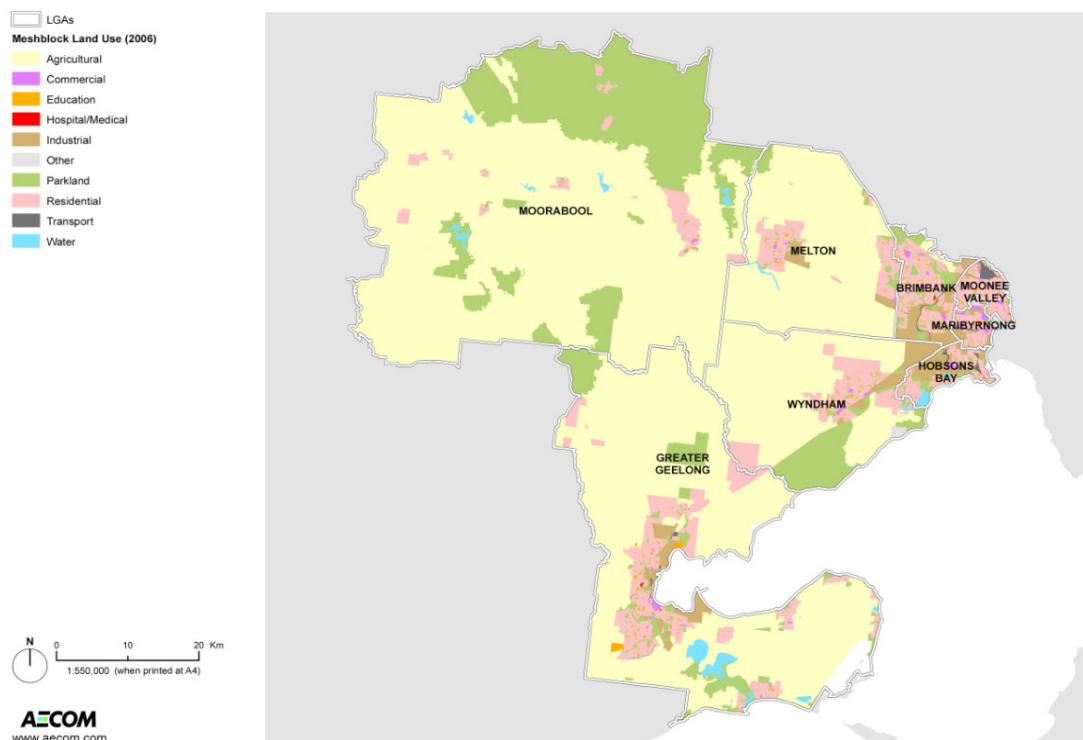 LGAs
Meshblock Land Use (2006)
Agricultural
Commercial
Education
Hospital/Medical
Industrial
Other
Parkland
Residential
Transport
Water
MOORABOOL
MELTON
BRIMBANK
MOONEE
VALLEY
MARIBYRNONG
HOBSONS
BAY
WYNDHAM
GREATER
GEELONG
N
0 10 20 Km
1:550,000 (when printed at A4)
AECOM
www.aecom.com